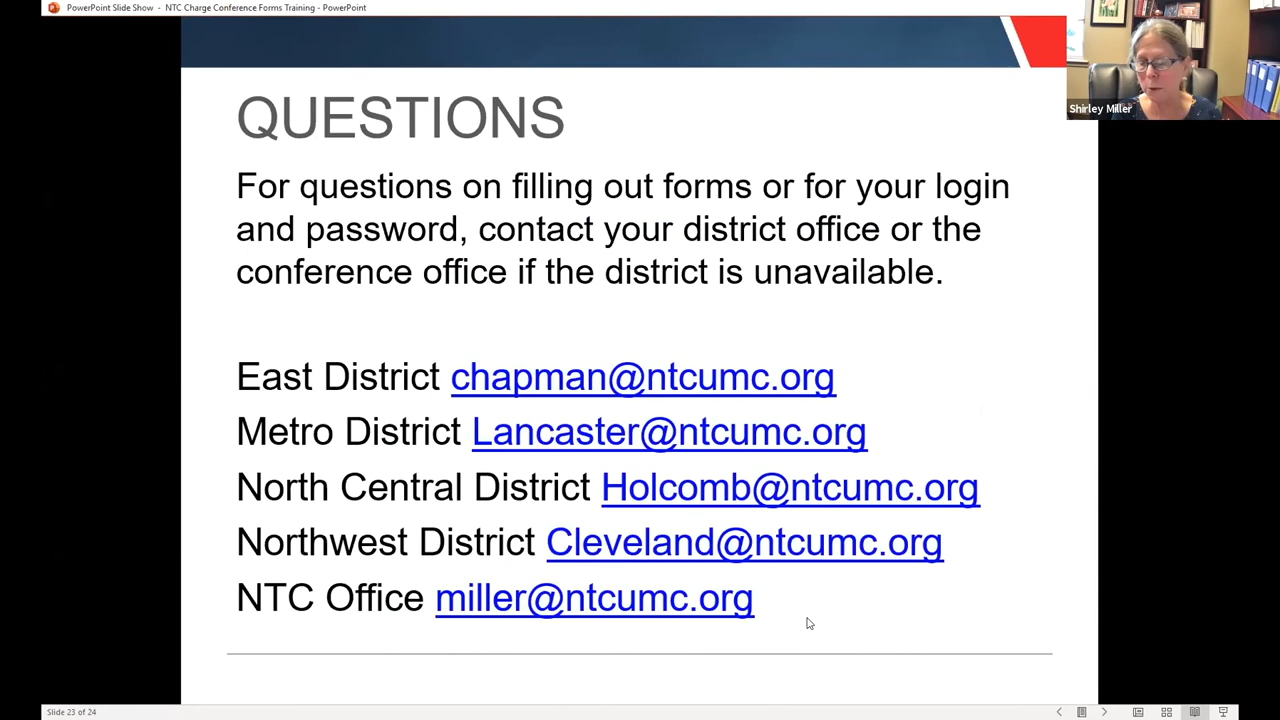 PowerPoint Slide Show - NTC Charge Conference Forms Training - PowerPoint
Shirley Miller
QUESTIONS
For questions on filling out forms or for your login
and password, contact your district office or the
conference office if the district is unavailable.
East District chapman@ntcumc.org
Metro District Lancaster@ntcumc.org
North Central District Holcomb@ntcumc.org
Northwest District Cleveland@ntcumc.org
NTC Office miller@ntcumc.org
Slide 23 of 24